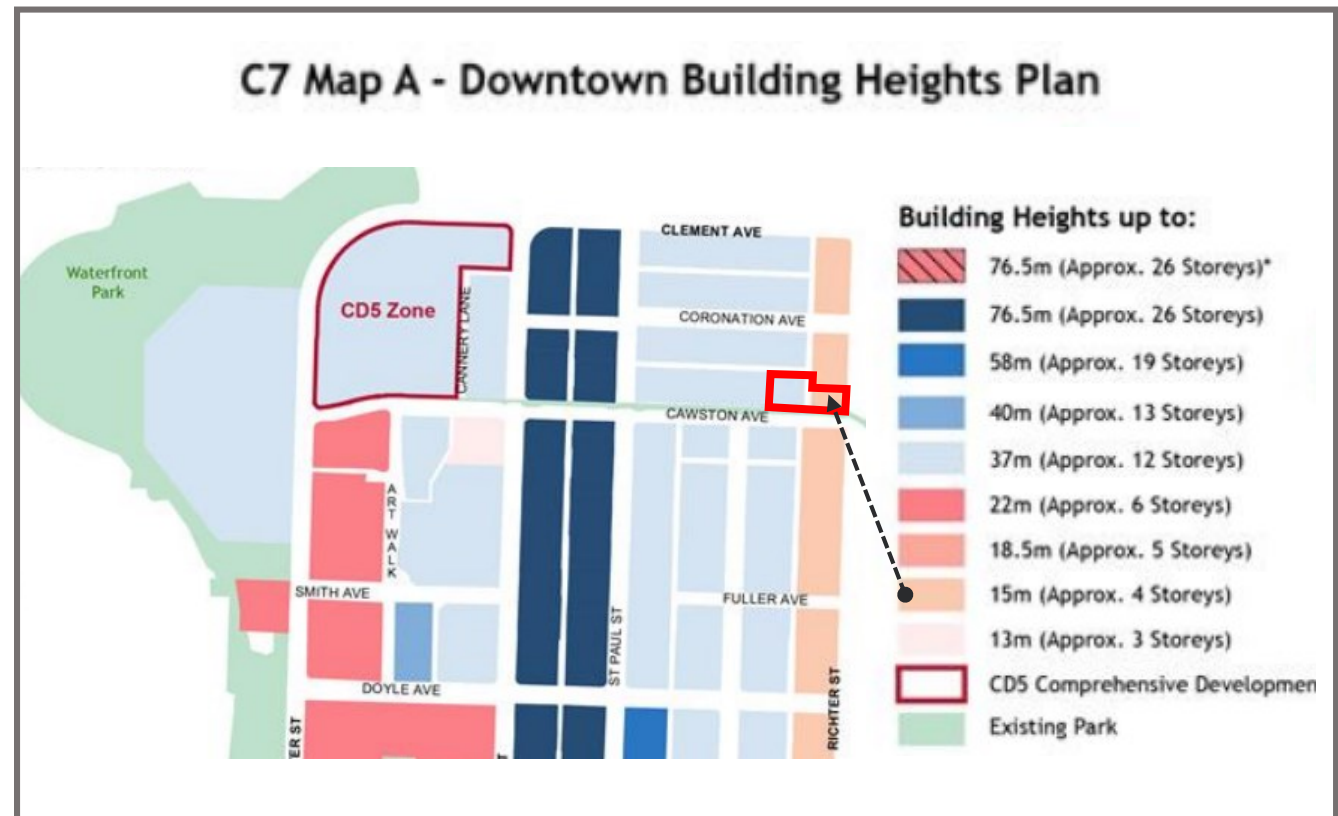 C7 Map A - Downtown Building Heights Plan
Waterfront
Park
CD5 Zone
CANNERY LANE
CLEMENT AVE
CORONATION AVE
CAWSTON AVE
ART WALK
SMITH AVE
FULLER AVE
ST PAUL ST
DOYLE AVE
RICHTER ST
ER ST
T
Building Heights up to:
76.5m (Approx. 26 Storeys)*
76.5m (Approx. 26 Storeys)
58m (Approx. 19 Storeys)
40m (Approx. 13 Storeys)
37m (Approx. 12 Storeys)
22m (Approx. 6 Storeys)
18.5m (Approx. 5 Storeys)
15m (Approx. 4 Storeys)
13m (Approx. 3 Storeys)
CD5 Comprehensive Developmen
Existing Park